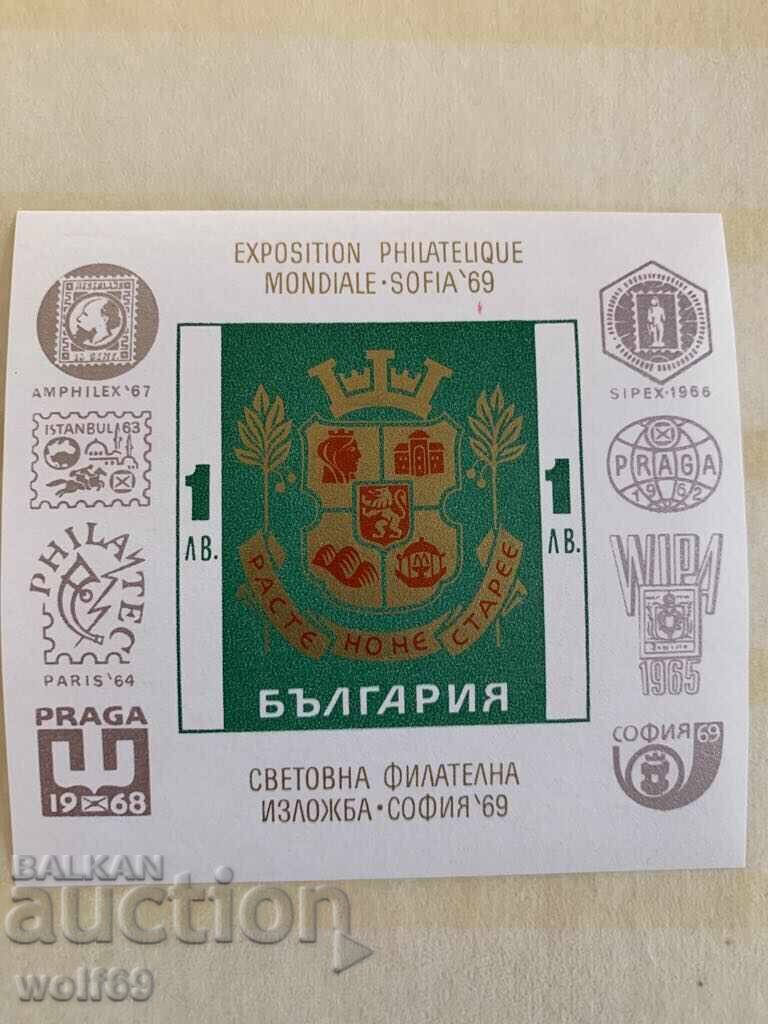 EXPOSITION PHILATELIQUE
MONDIALE · SOFIA '69
AMPHILEX '67
ISTANBUL 63
PHILATEC
PARIS '64
PRAGA
1968
1
ЛВ.
РАСТЕ НО НЕ СТАРЕЕ
БЪЛГАРИЯ
1
ЛВ.
SIPEX · 1966
PRAGA
1962
WIPA
1965
СОФИЯ 69
СВЕТОВНА ФИЛАТЕЛНА
ИЗЛОЖБА · СОФИЯ '69
BALKAN
auction
wolf69